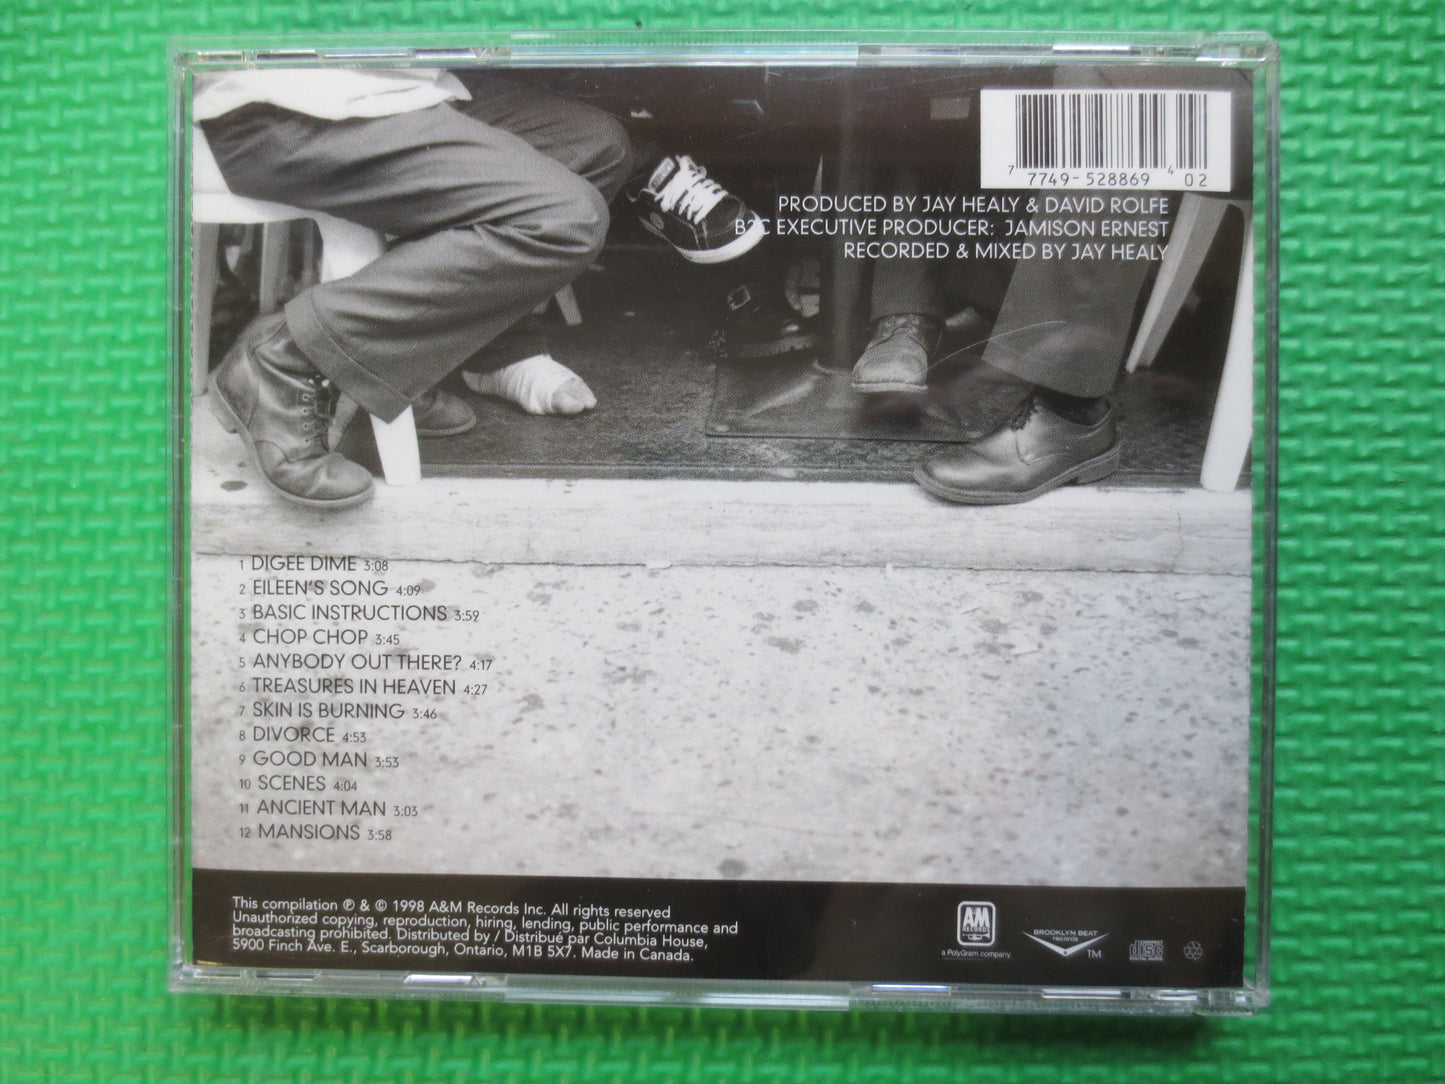 7 7749-528869 4 02
PRODUCED BY JAY HEALY & DAVID ROLFE
B2C EXECUTIVE PRODUCER: JAMISON ERNEST
RECORDED & MIXED BY JAY HEALY
1 DIGEE DIME 3:08
2 EILEEN'S SONG 4:09
3 BASIC INSTRUCTIONS 3:59
4 CHOP CHOP 3:45
5 ANYBODY OUT THERE? 4:17
6 TREASURES IN HEAVEN 4:27
7 SKIN IS BURNING 3:46
8 DIVORCE 4:53
9 GOOD MAN 3:53
10 SCENES 4:04
11 ANCIENT MAN 3:03
12 MANSIONS 3:58
This compilation ℗ & © 1998 A&M Records Inc. All rights reserved
Unauthorized copying, reproduction, hiring, lending, public performance and
broadcasting prohibited. Distributed by / Distribué par Columbia House,
5900 Finch Ave. E., Scarborough, Ontario, M1B 5X7. Made in Canada.
AM
RECORDS
a PolyGram company
BROOKLYN BEAT
records
TM
COMPACT
disc
DIGITAL AUDIO